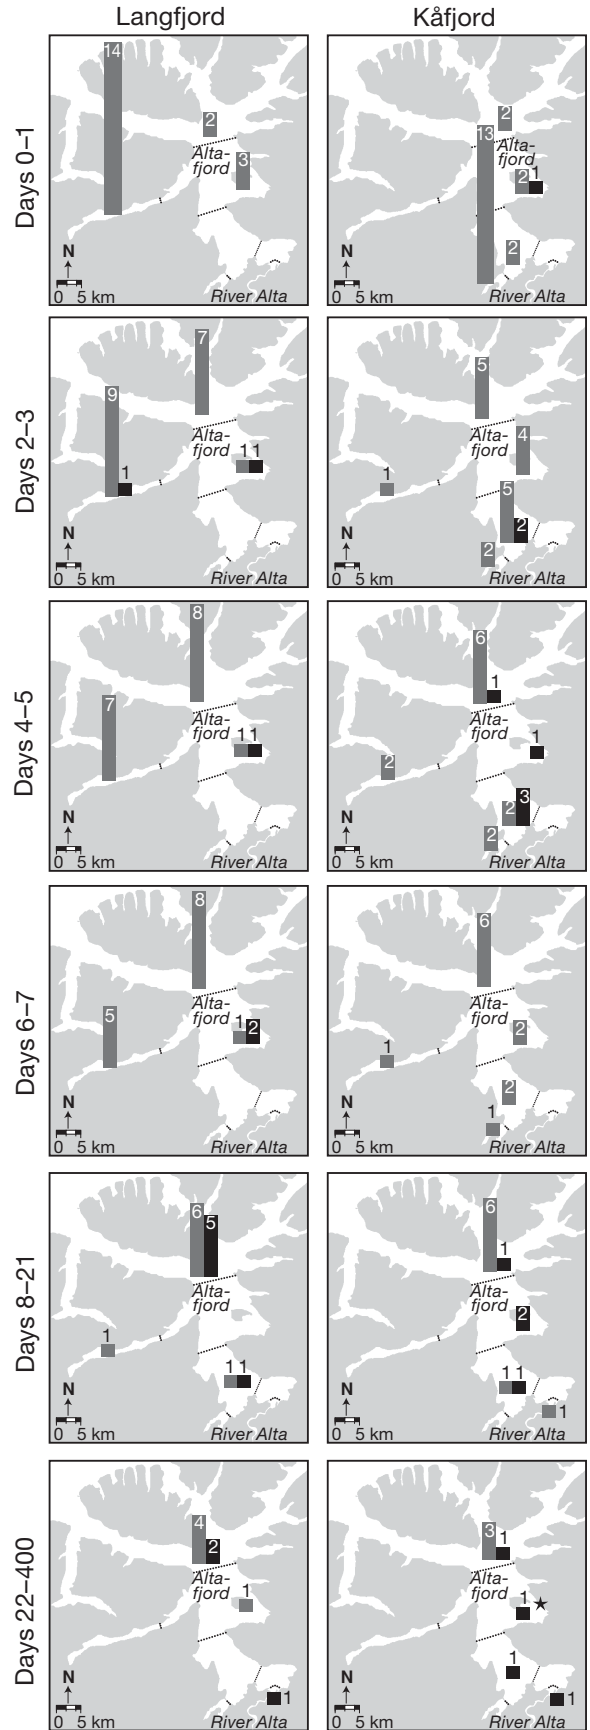 Langfjord Kåfjord
Days 0–1
14
2
Alta-
fjord
3
N
0 5 km
River Alta
2
13
Alta-
fjord
2 1
2
N
0 5 km
River Alta
Days 2–3
7
9
1
Alta-
fjord
1 1
N
0 5 km
River Alta
5
Alta-
fjord
4
1
5
2
2
N
0 5 km
River Alta
Days 4–5
8
7
Alta-
fjord
1 1
N
0 5 km
River Alta
6
1
Alta-
fjord
1
2
2 3
2
N
0 5 km
River Alta
Days 6–7
8
5
Alta-
fjord
1 2
N
0 5 km
River Alta
6
Alta-
fjord
2
1
2
1
N
0 5 km
River Alta
Days 8–21
6 5
Alta-
fjord
1
1 1
N
0 5 km
River Alta
6
1
Alta-
fjord
2
1 1
1
N
0 5 km
River Alta
Days 22–400
4
2
Alta-
fjord
1
1
N
0 5 km
River Alta
3
1
Alta-
fjord
1
1
1
N
0 5 km
River Alta